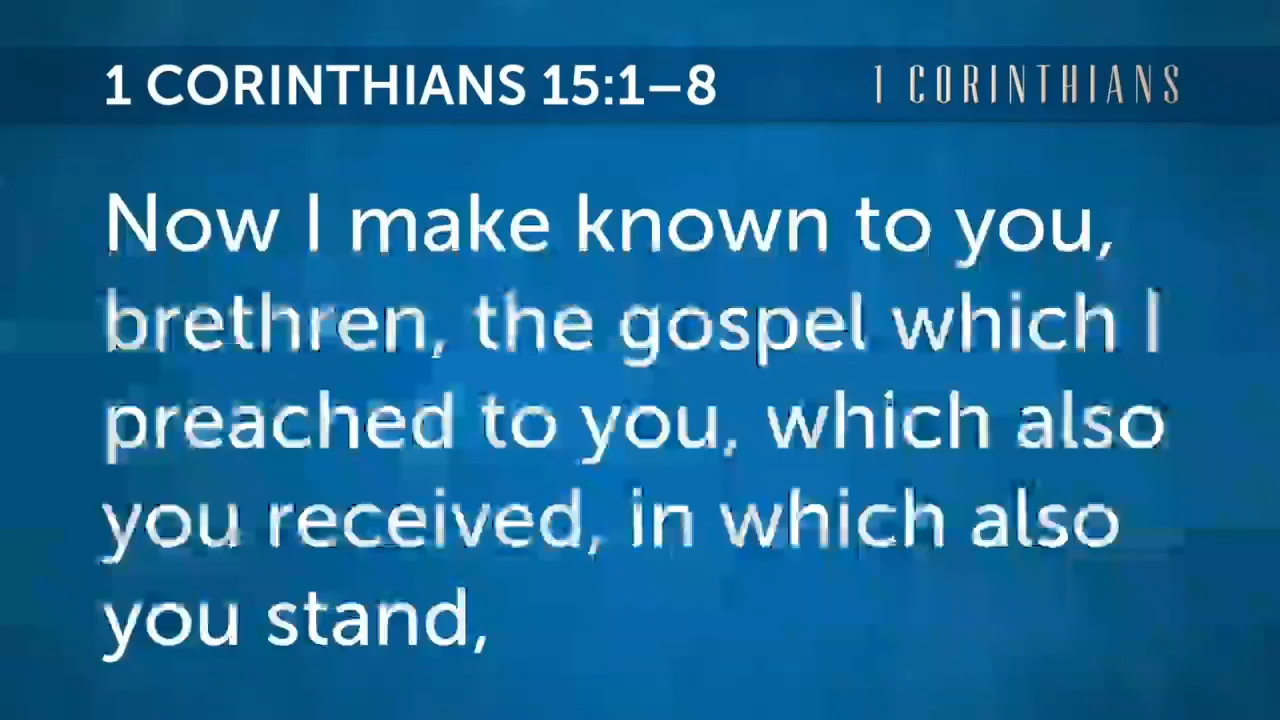 1 CORINTHIANS 15:1–8
1 CORINTHIANS
Now I make known to you,
brethren, the gospel which I
preached to you, which also
you received, in which also
you stand,